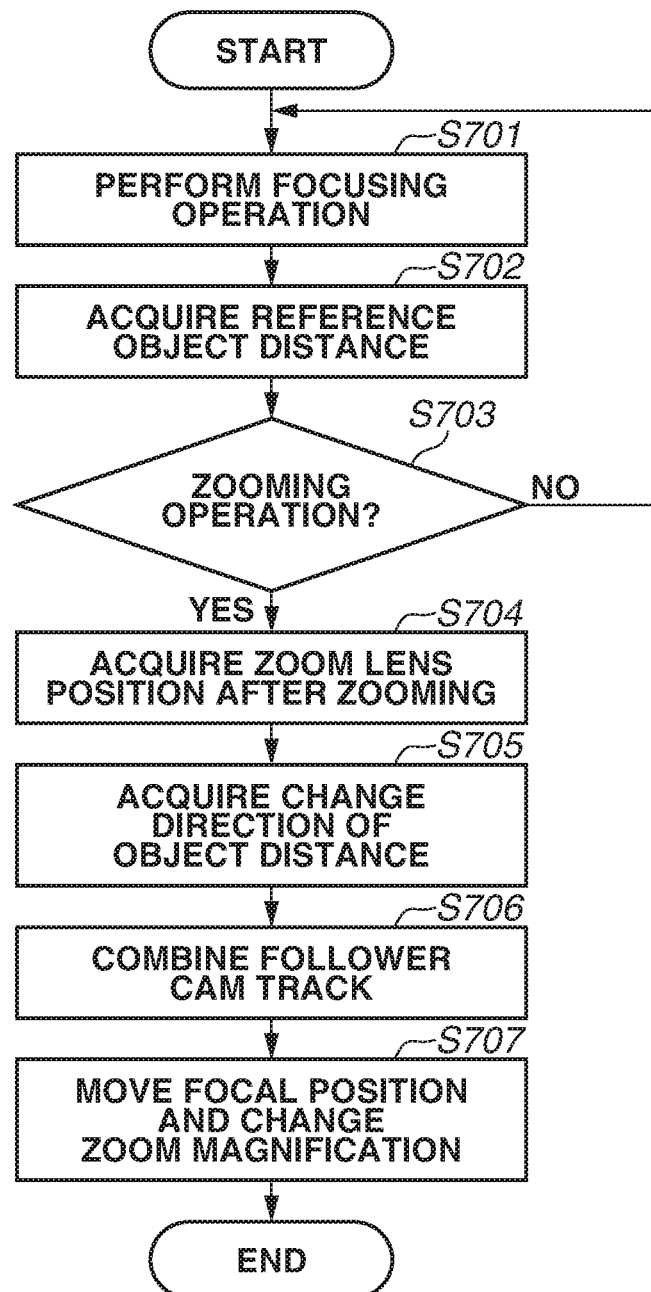 START
S701
PERFORM FOCUSING
OPERATION
S702
ACQUIRE REFERENCE
OBJECT DISTANCE
S703
ZOOMING
OPERATION?
NO
YES
S704
ACQUIRE ZOOM LENS
POSITION AFTER ZOOMING
S705
ACQUIRE CHANGE
DIRECTION OF
OBJECT DISTANCE
S706
COMBINE FOLLOWER
CAM TRACK
S707
MOVE FOCAL POSITION
AND CHANGE
ZOOM MAGNIFICATION
END